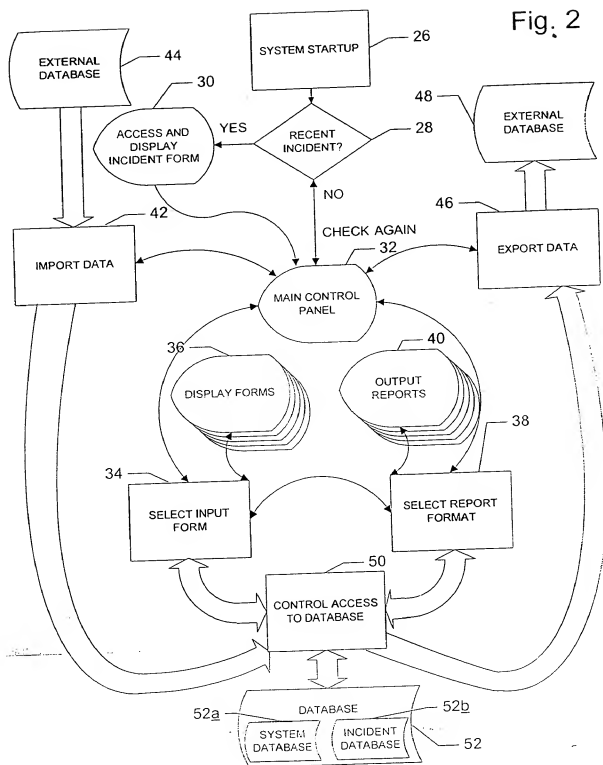 Fig. 2
26
SYSTEM STARTUP
44
EXTERNAL
DATABASE
30
ACCESS AND
DISPLAY
INCIDENT FORM
YES
RECENT
INCIDENT?
28
48
EXTERNAL
DATABASE
NO
42
CHECK AGAIN
32
46
IMPORT DATA
EXPORT DATA
MAIN CONTROL
PANEL
36
DISPLAY FORMS
40
OUTPUT
REPORTS
34
SELECT INPUT
FORM
38
SELECT REPORT
FORMAT
50
CONTROL ACCESS
TO DATABASE
DATABASE
52a
52b
SYSTEM
DATABASE
INCIDENT
DATABASE
52